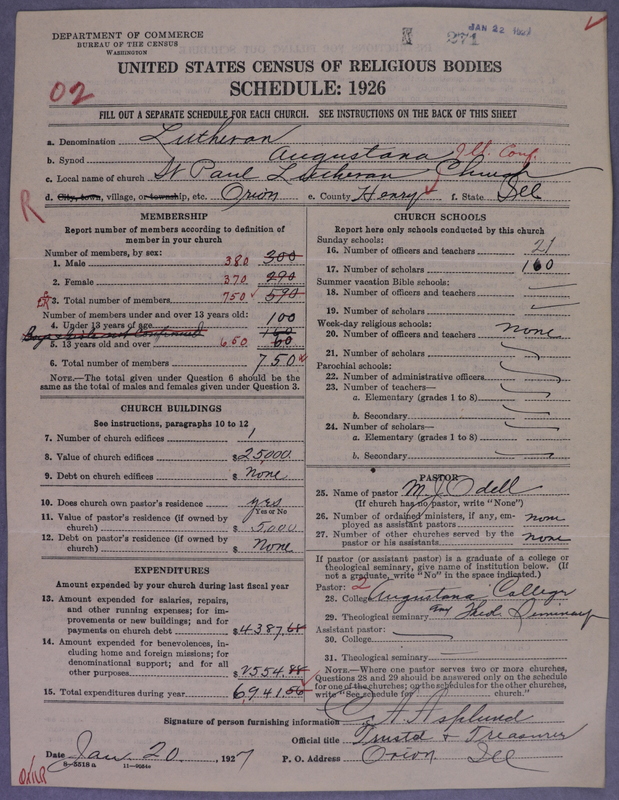 DEPARTMENT OF COMMERCE
BUREAU OF THE CENSUS
WASHINGTON
271
JAN 22
UNITED STATES CENSUS OF RELIGIOUS BODIES
SCHEDULE: 1926
02
FILL OUT A SEPARATE SCHEDULE FOR EACH CHURCH. SEE INSTRUCTIONS ON THE BACK OF THIS SHEET
a. Denomination Lutheran
b. Synod Augustana Ill. Conf.
c. Local name of church St Paul Lutheran Church
d. City, town, village, or township, etc. Orion e. County Henry f. State Ill
R
MEMBERSHIP
Report number of members according to definition of member in your church
Number of members, by sex:
1. Male 380 300
2. Female 370 290
3. Total number of members 750 590
Number of members under and over 13 years old:
4. Under 13 years of age 100
5. 13 years old and over 650
6. Total number of members 750
NOTE.—The total given under Question 6 should be the
same as the total of males and females given under Question 3.
CHURCH BUILDINGS
See instructions, paragraphs 10 to 12
7. Number of church edifices 1
8. Value of church edifices $ 25000
9. Debt on church edifices $ None
10. Does church own pastor's residence yes
Yes or No
11. Value of pastor's residence (if owned by
church) $ 5000
12. Debt on pastor's residence (if owned by
church) $ None
EXPENDITURES
Amount expended by your church during last fiscal year
13. Amount expended for salaries, repairs,
and other running expenses; for im-
provements or new buildings; and for
payments on church debt $ 4387.68
14. Amount expended for benevolences, in-
cluding home and foreign missions; for
denominational support; and for all
other purposes $ 2554.88
15. Total expenditures during year 6941.56
CHURCH SCHOOLS
Report here only schools conducted by this church
Sunday schools:
16. Number of officers and teachers 21
17. Number of scholars 160
Summer vacation Bible schools:
18. Number of officers and teachers
19. Number of scholars
Week-day religious schools:
20. Number of officers and teachers none
21. Number of scholars
Parochial schools:
22. Number of administrative officers
23. Number of teachers—
a. Elementary (grades 1 to 8)
b. Secondary
24. Number of scholars—
a. Elementary (grades 1 to 8)
b. Secondary
PASTOR
25. Name of pastor M. J. Odell
(If church has no pastor, write "None")
26. Number of ordained ministers, if any, em-
ployed as assistant pastors none
27. Number of other churches served by the
pastor or his assistants none
If pastor (or assistant pastor) is a graduate of a college or
theological seminary, give name of institution below. (If
not a graduate, write "No" in the space indicated.)
Pastor: 2
28. College Augustana College
29. Theological seminary Aug Theol. Seminary
Assistant pastor:
30. College
31. Theological seminary
NOTE.—Where one pastor serves two or more churches,
Questions 28 and 29 should be answered only on the schedule
for one of the churches; on the schedules for the other churches,
write "See schedule for church."
Signature of person furnishing information C. A. Asplund
Official title Trusted & Treasurer
Date Jan 20, 1927 P. O. Address Orion Ill
8—5518 a 11—9054